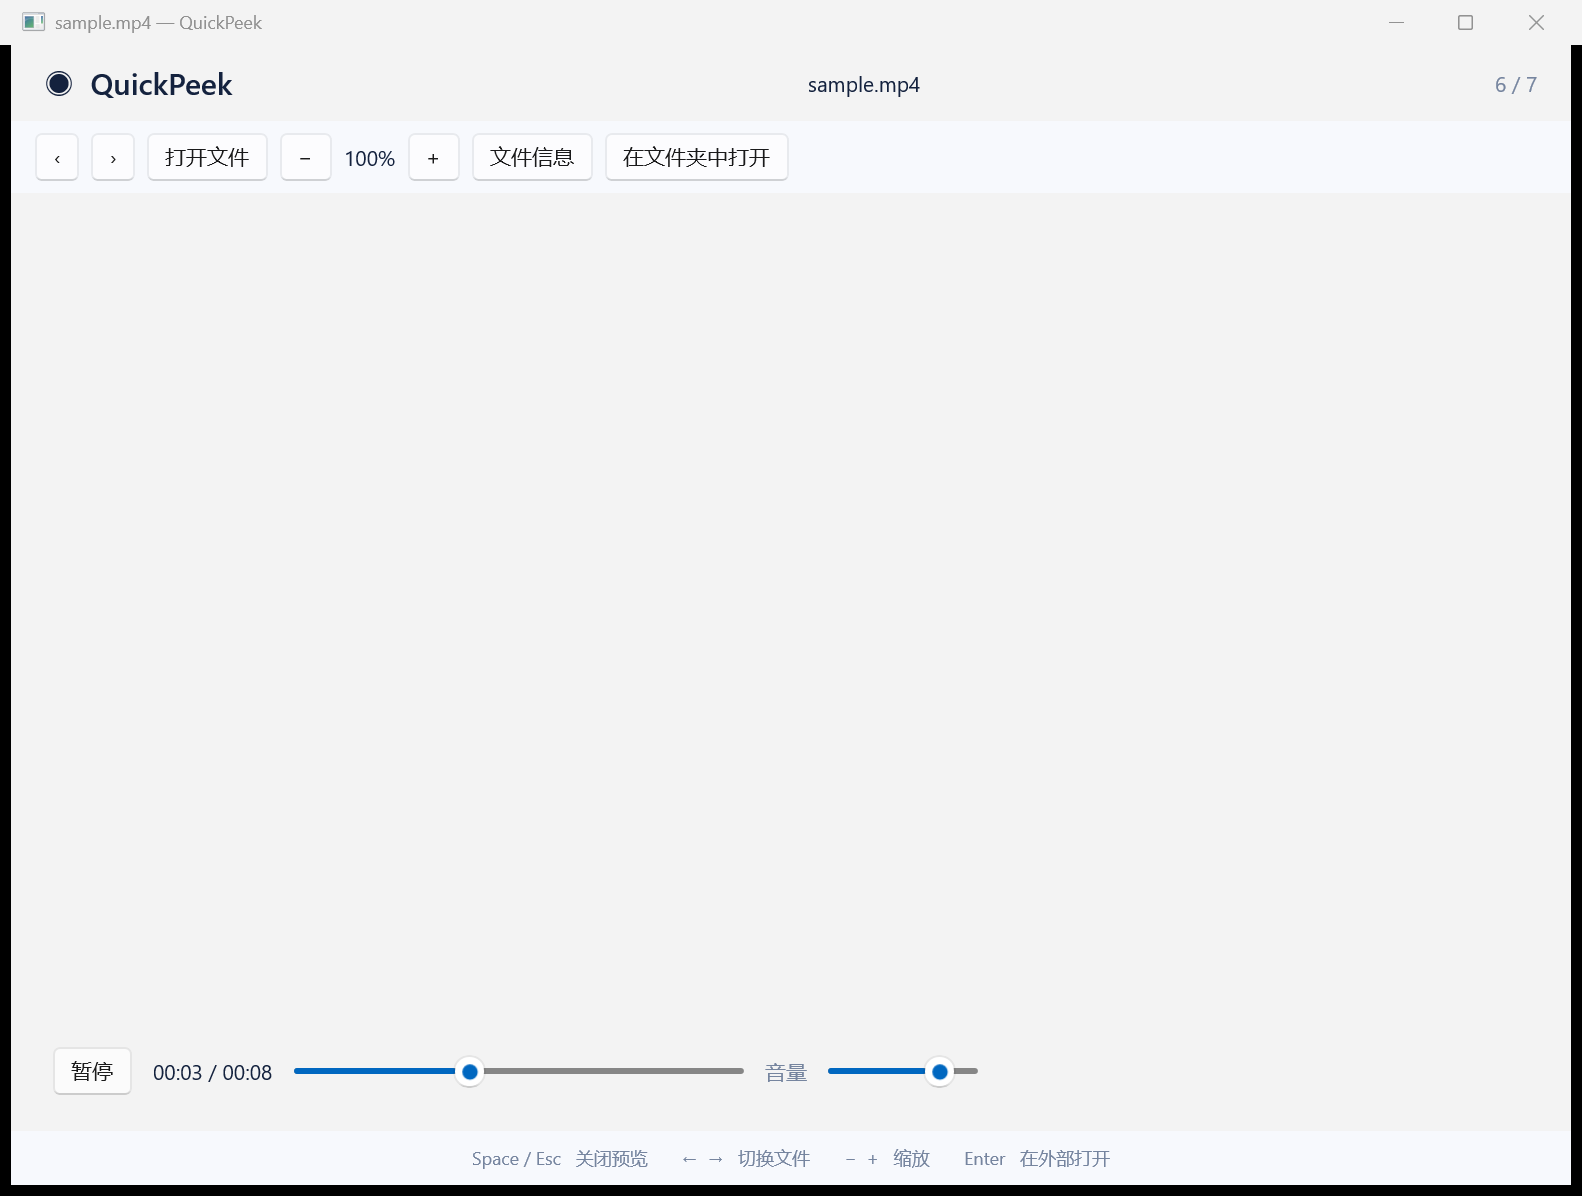 sample.mp4 — QuickPeek
QuickPeek
sample.mp4
6 / 7
‹ › 打开文件 − 100% + 文件信息 在文件夹中打开
暂停 00:03 / 00:08 音量
Space / Esc 关闭预览 ← → 切换文件 − + 缩放 Enter 在外部打开